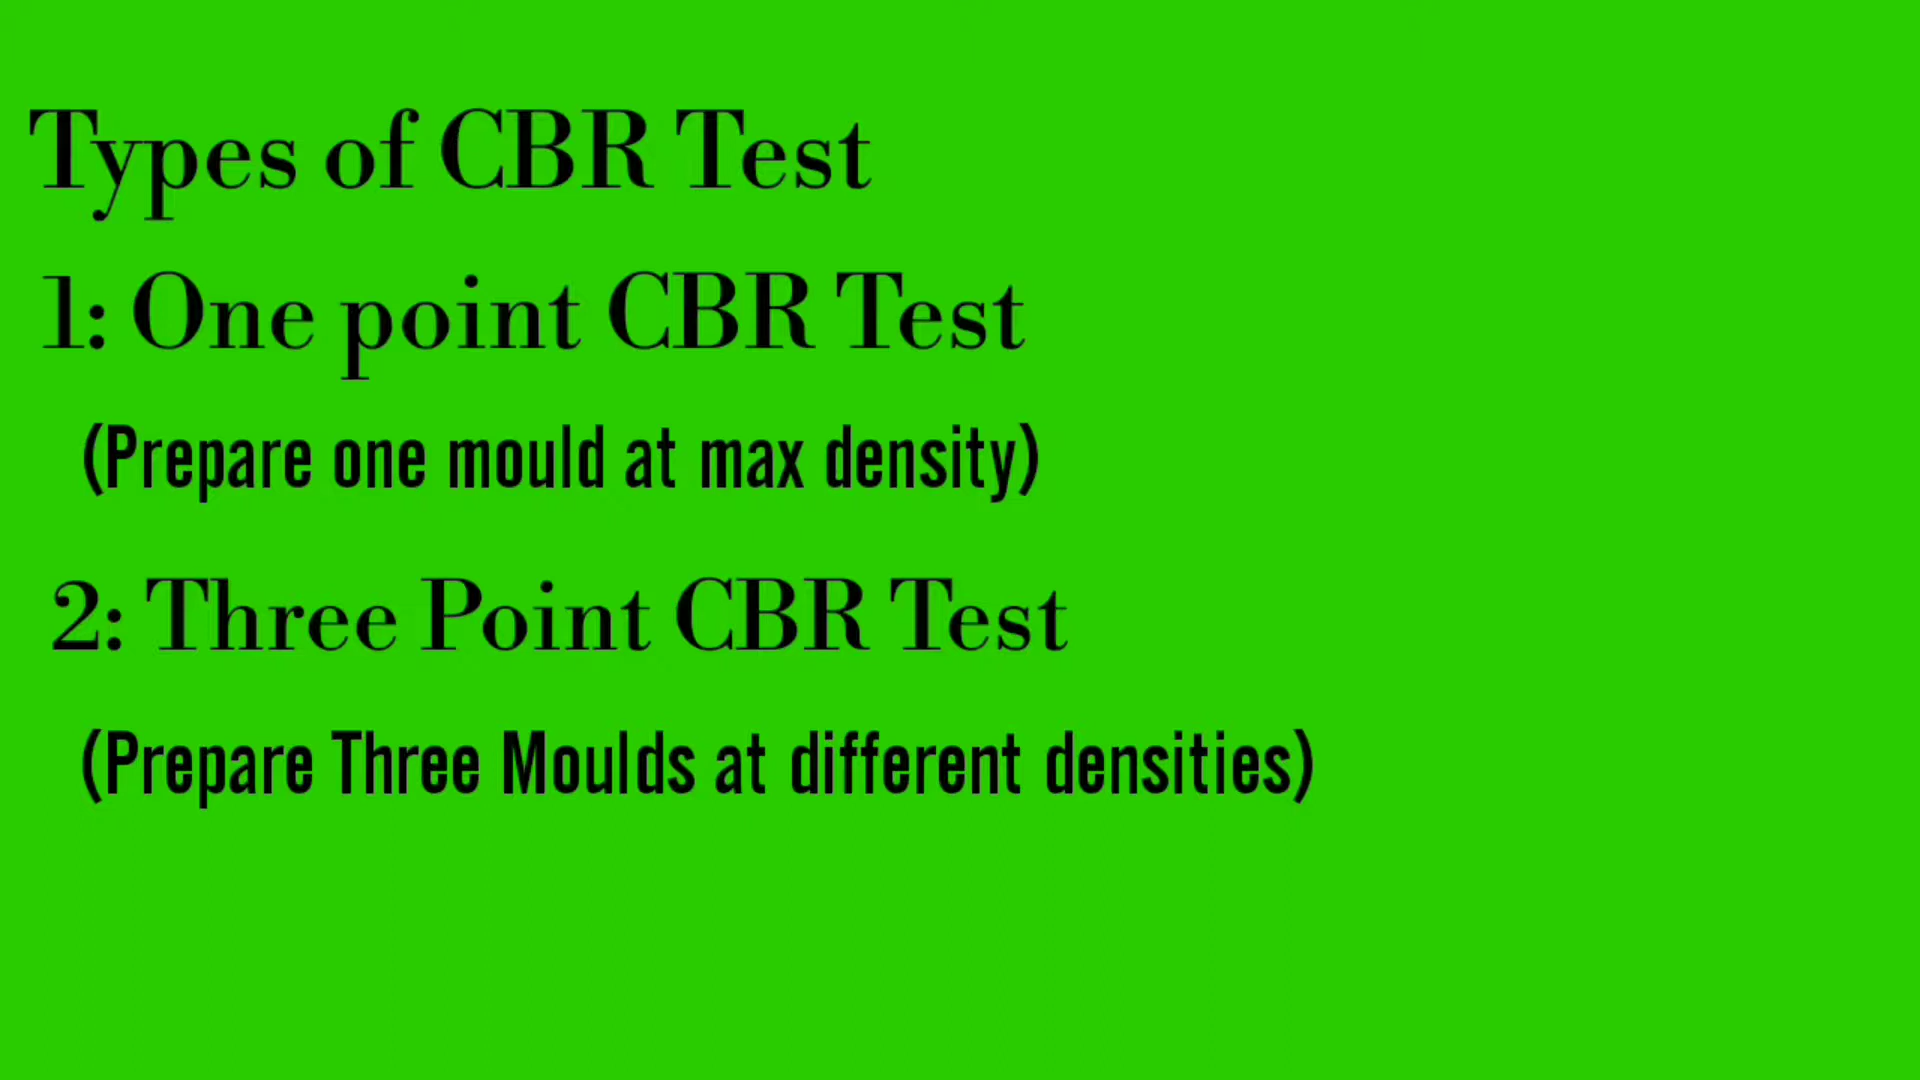 Types of CBR Test
1: One point CBR Test
(Prepare one mould at max density)
2: Three Point CBR Test
(Prepare Three Moulds at different densities)